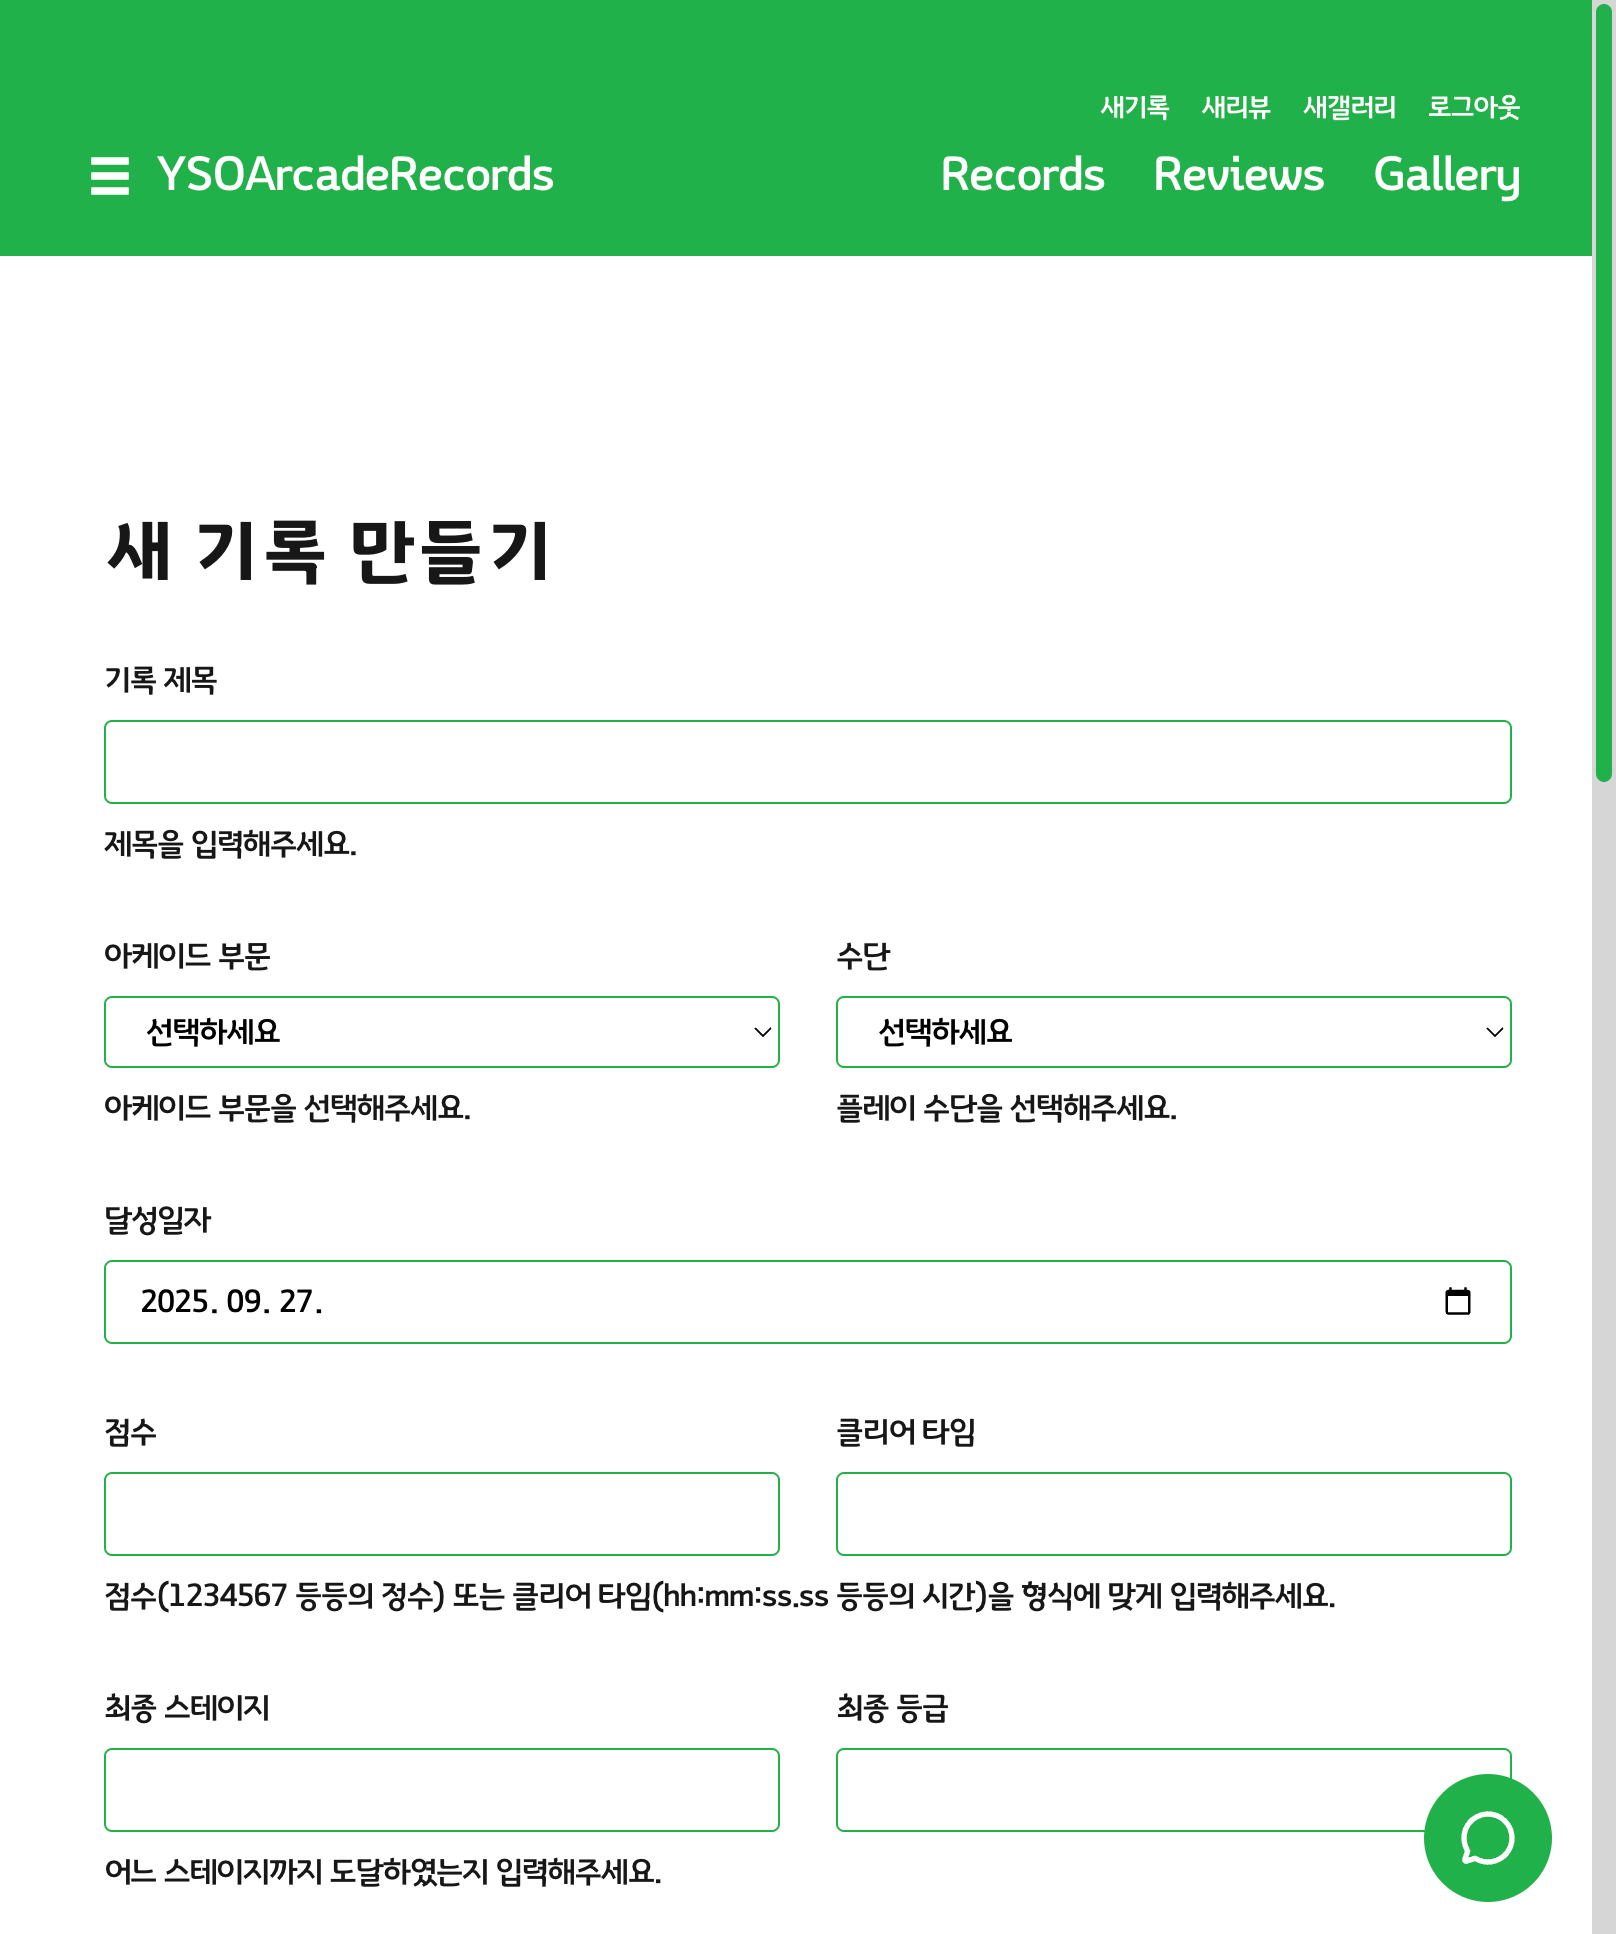 새기록 새리뷰 새갤러리 로그아웃
YSOArcadeRecords Records Reviews Gallery
새 기록 만들기
기록 제목
제목을 입력해주세요.
아케이드 부문 수단
선택하세요 선택하세요
아케이드 부문을 선택해주세요. 플레이 수단을 선택해주세요.
달성일자
2025. 09. 27.
점수 클리어 타임
점수(1234567 등등의 정수) 또는 클리어 타임(hh:mm:ss.ss 등등의 시간)을 형식에 맞게 입력해주세요.
최종 스테이지 최종 등급
어느 스테이지까지 도달하였는지 입력해주세요.